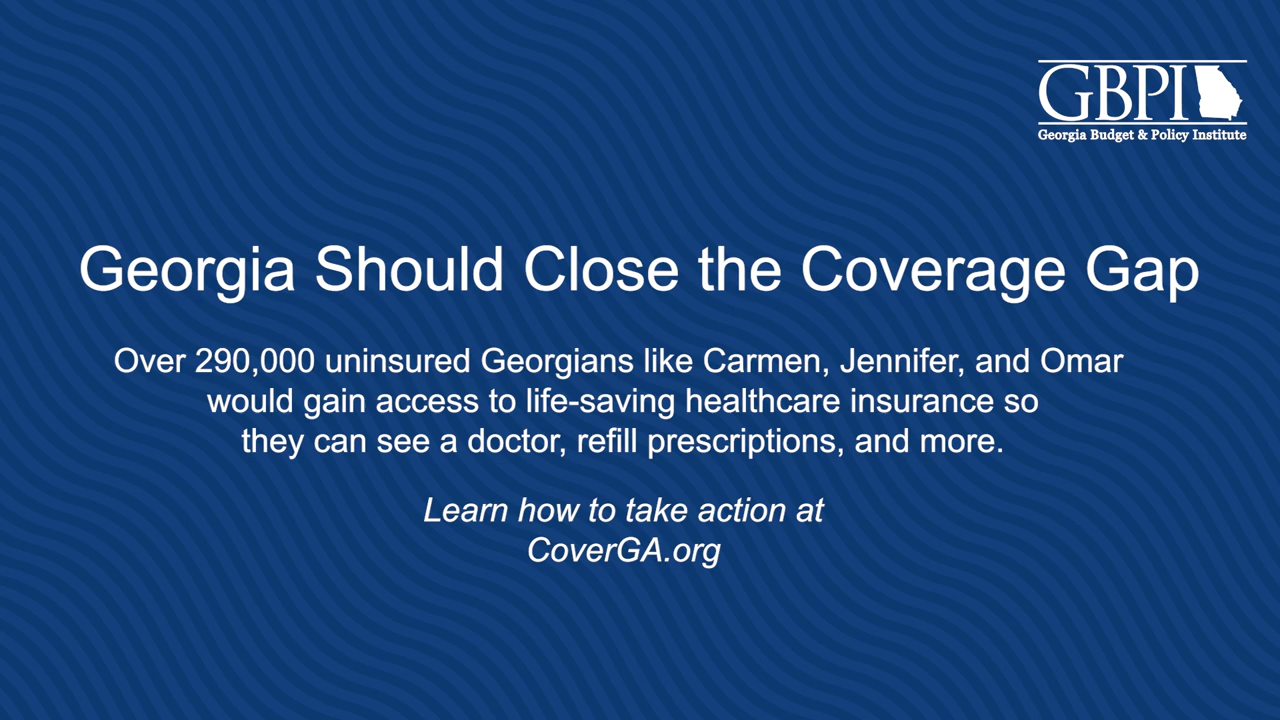 GBPI
Georgia Budget & Policy Institute
Georgia Should Close the Coverage Gap
Over 290,000 uninsured Georgians like Carmen, Jennifer, and Omar
would gain access to life-saving healthcare insurance so
they can see a doctor, refill prescriptions, and more.
Learn how to take action at
CoverGA.org